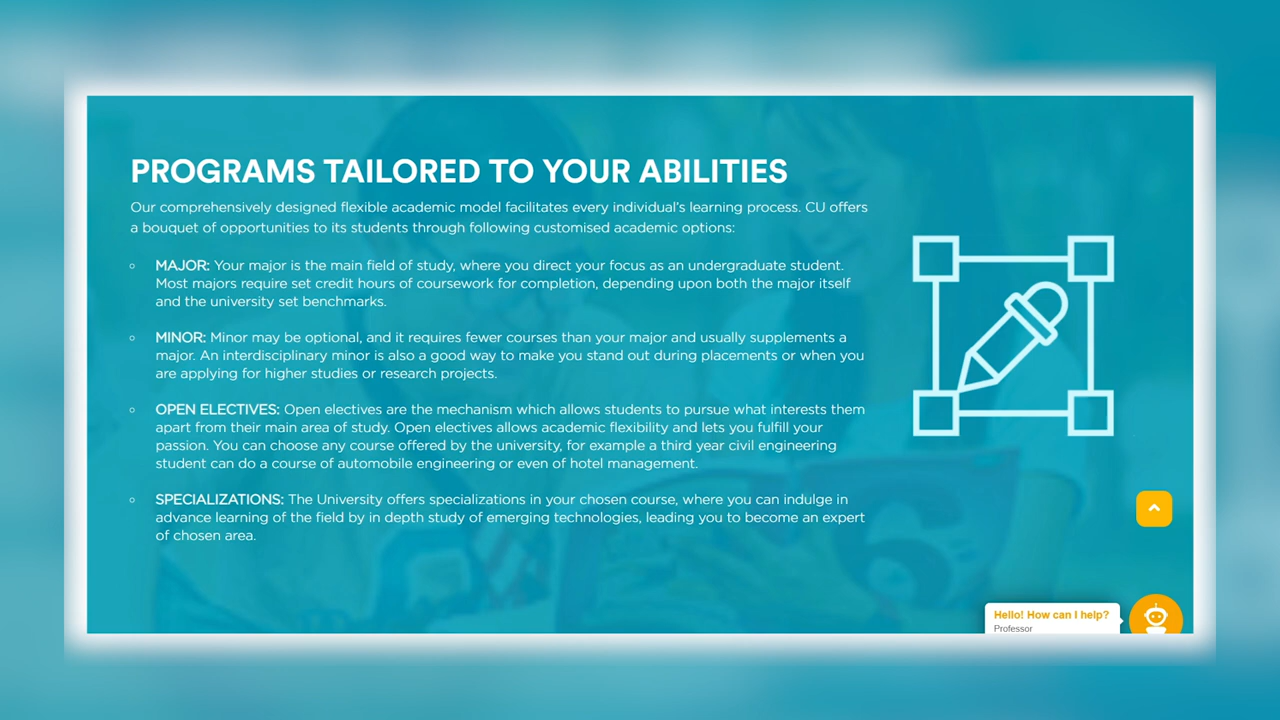 PROGRAMS TAILORED TO YOUR ABILITIES
Our comprehensively designed flexible academic model facilitates every individual's learning process. CU offers
a bouquet of opportunities to its students through following customised academic options:
MAJOR: Your major is the main field of study, where you direct your focus as an undergraduate student.
Most majors require set credit hours of coursework for completion, depending upon both the major itself
and the university set benchmarks.
MINOR: Minor may be optional, and it requires fewer courses than your major and usually supplements a
major. An interdisciplinary minor is also a good way to make you stand out during placements or when you
are applying for higher studies or research projects.
OPEN ELECTIVES: Open electives are the mechanism which allows students to pursue what interests them
apart from their main area of study. Open electives allows academic flexibility and lets you fulfill your
passion. You can choose any course offered by the university, for example a third year civil engineering
student can do a course of automobile engineering or even of hotel management.
SPECIALIZATIONS: The University offers specializations in your chosen course, where you can indulge in
advance learning of the field by in depth study of emerging technologies, leading you to become an expert
of chosen area.
Hello! How can I help?
Professor